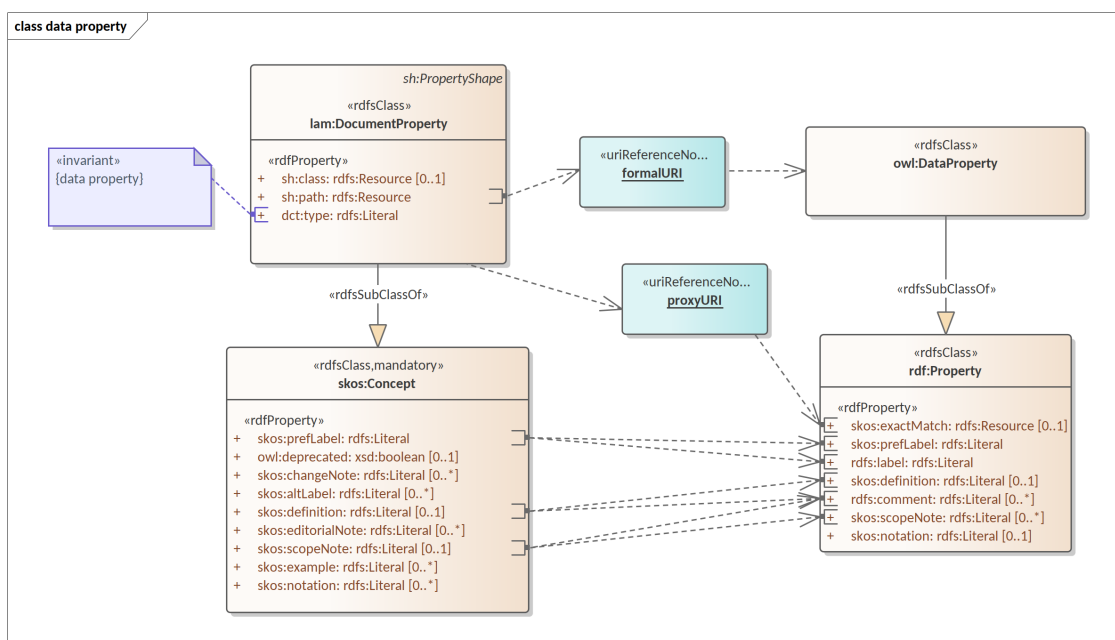 class data property
sh:PropertyShape
«rdfsClass»
lam:DocumentProperty
«rdfProperty»
+ sh:class: rdfs:Resource [0..1]
+ sh:path: rdfs:Resource
+ dct:type: rdfs:Literal
«invariant»
{data property}
«uriReferenceNo...
formalURI
«rdfsClass»
owl:DataProperty
«uriReferenceNo...
proxyURI
«rdfsSubClassOf»
«rdfsSubClassOf»
«rdfsClass,mandatory»
skos:Concept
«rdfProperty»
+ skos:prefLabel: rdfs:Literal
+ owl:deprecated: xsd:boolean [0..1]
+ skos:changeNote: rdfs:Literal [0..*]
+ skos:altLabel: rdfs:Literal [0..*]
+ skos:definition: rdfs:Literal [0..1]
+ skos:editorialNote: rdfs:Literal [0..*]
+ skos:scopeNote: rdfs:Literal [0..1]
+ skos:example: rdfs:Literal [0..*]
+ skos:notation: rdfs:Literal [0..*]
«rdfsClass»
rdf:Property
«rdfProperty»
+ skos:exactMatch: rdfs:Resource [0..1]
+ skos:prefLabel: rdfs:Literal
+ rdfs:label: rdfs:Literal
+ skos:definition: rdfs:Literal [0..1]
+ rdfs:comment: rdfs:Literal [0..*]
+ skos:scopeNote: rdfs:Literal [0..*]
+ skos:notation: rdfs:Literal [0..1]